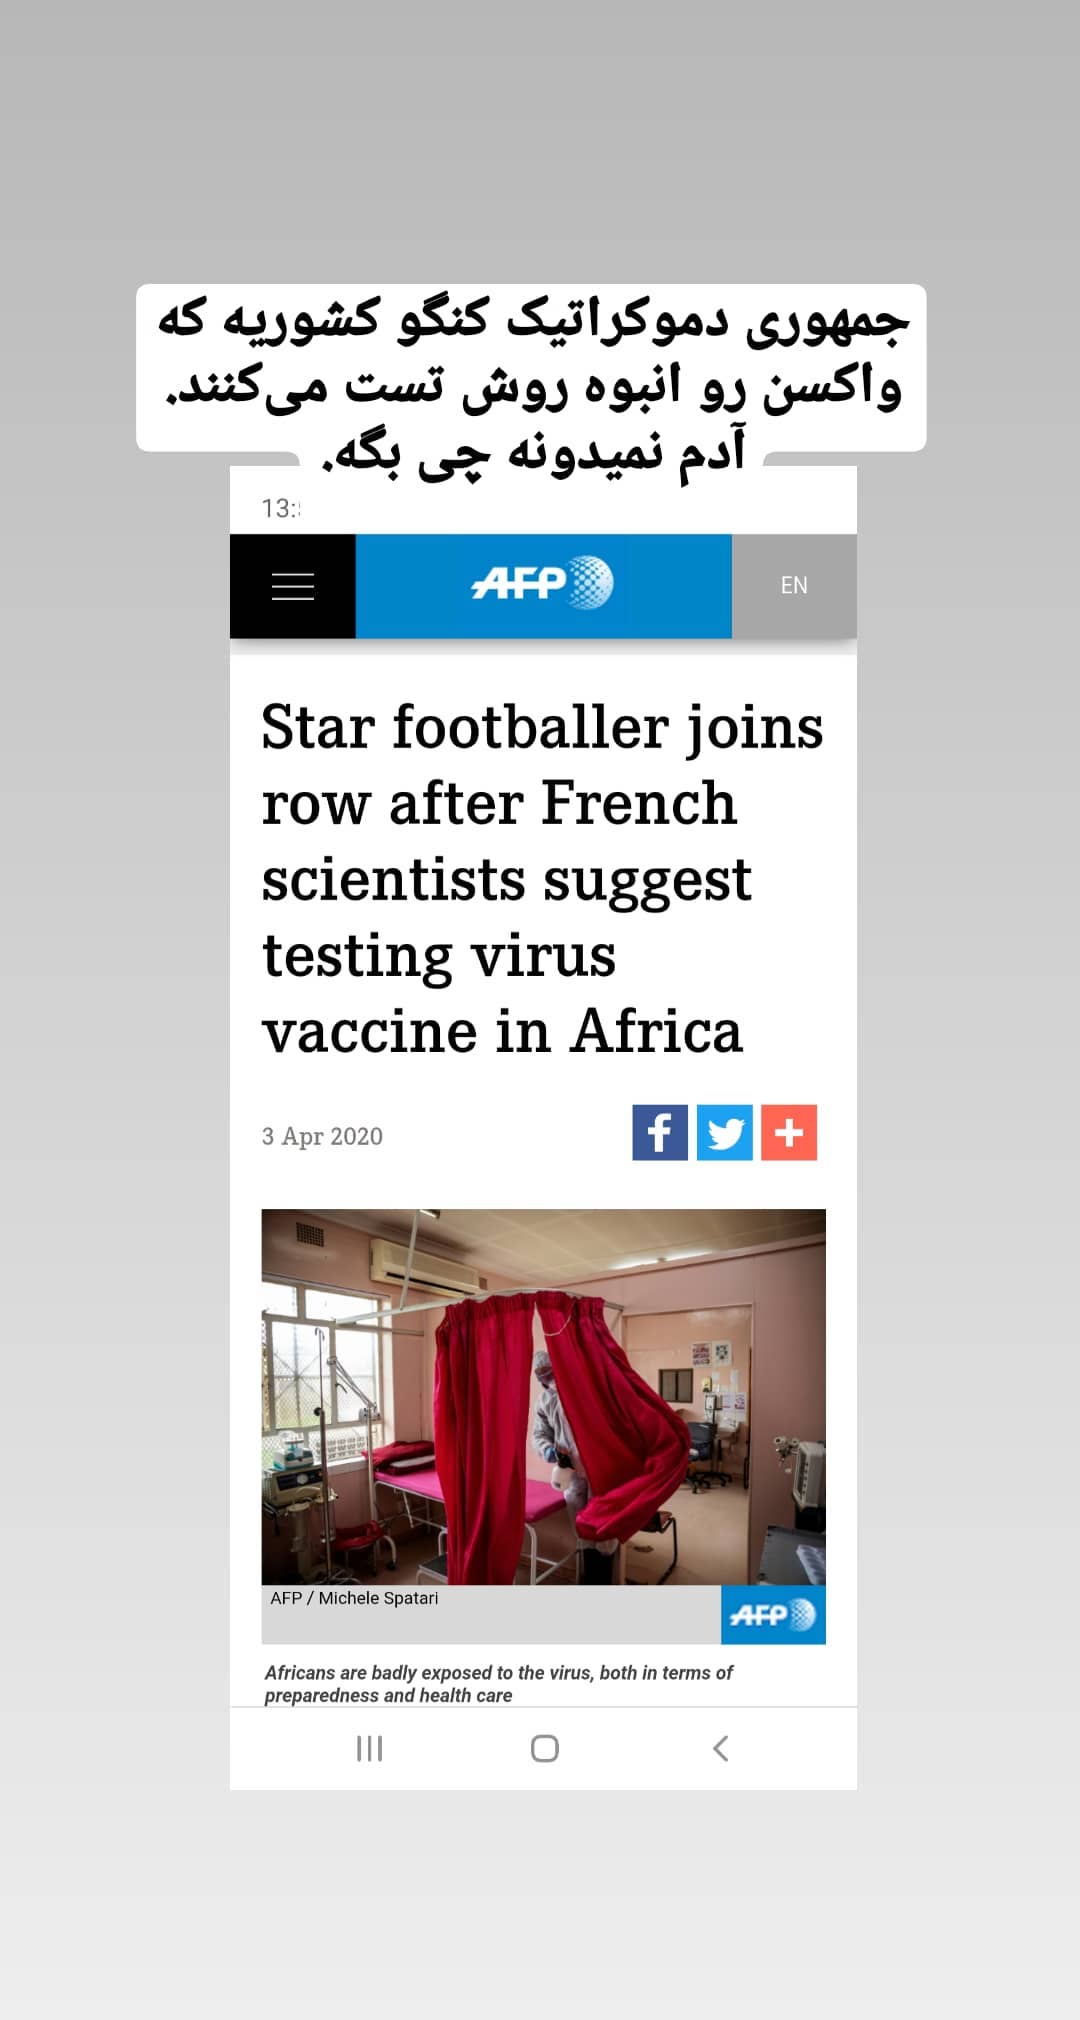 جمهوری دموکراتیک کنگو کشوریه که
واکسن رو انبوه روش تست می‌کنند.
آدم نمیدونه چی بگه.
13:
AFP
EN
Star footballer joins
row after French
scientists suggest
testing virus
vaccine in Africa
3 Apr 2020
AFP / Michele Spatari
AFP
Africans are badly exposed to the virus, both in terms of
preparedness and health care